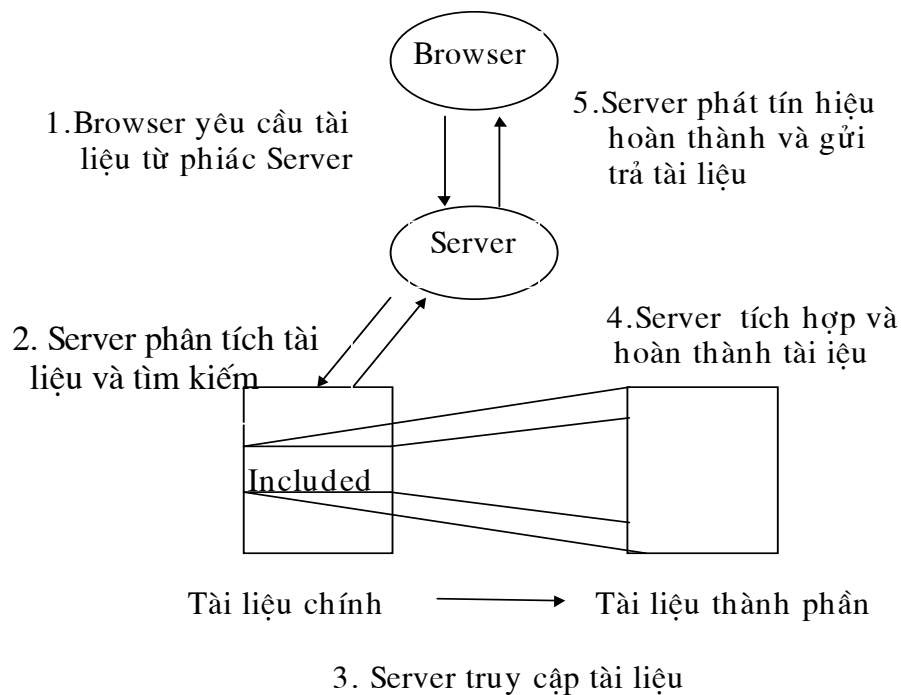 Browser
1.Browser yêu cầu tài
liệu từ phiác Server
5.Server phát tín hiệu
hoàn thành và gửi
trả tài liệu
Server
2. Server phân tích tài
liệu và tìm kiếm
4.Server tích hợp và
hoàn thành tài iệu
Included
Tài liệu chính
Tài liệu thành phần
3. Server truy cập tài liệu